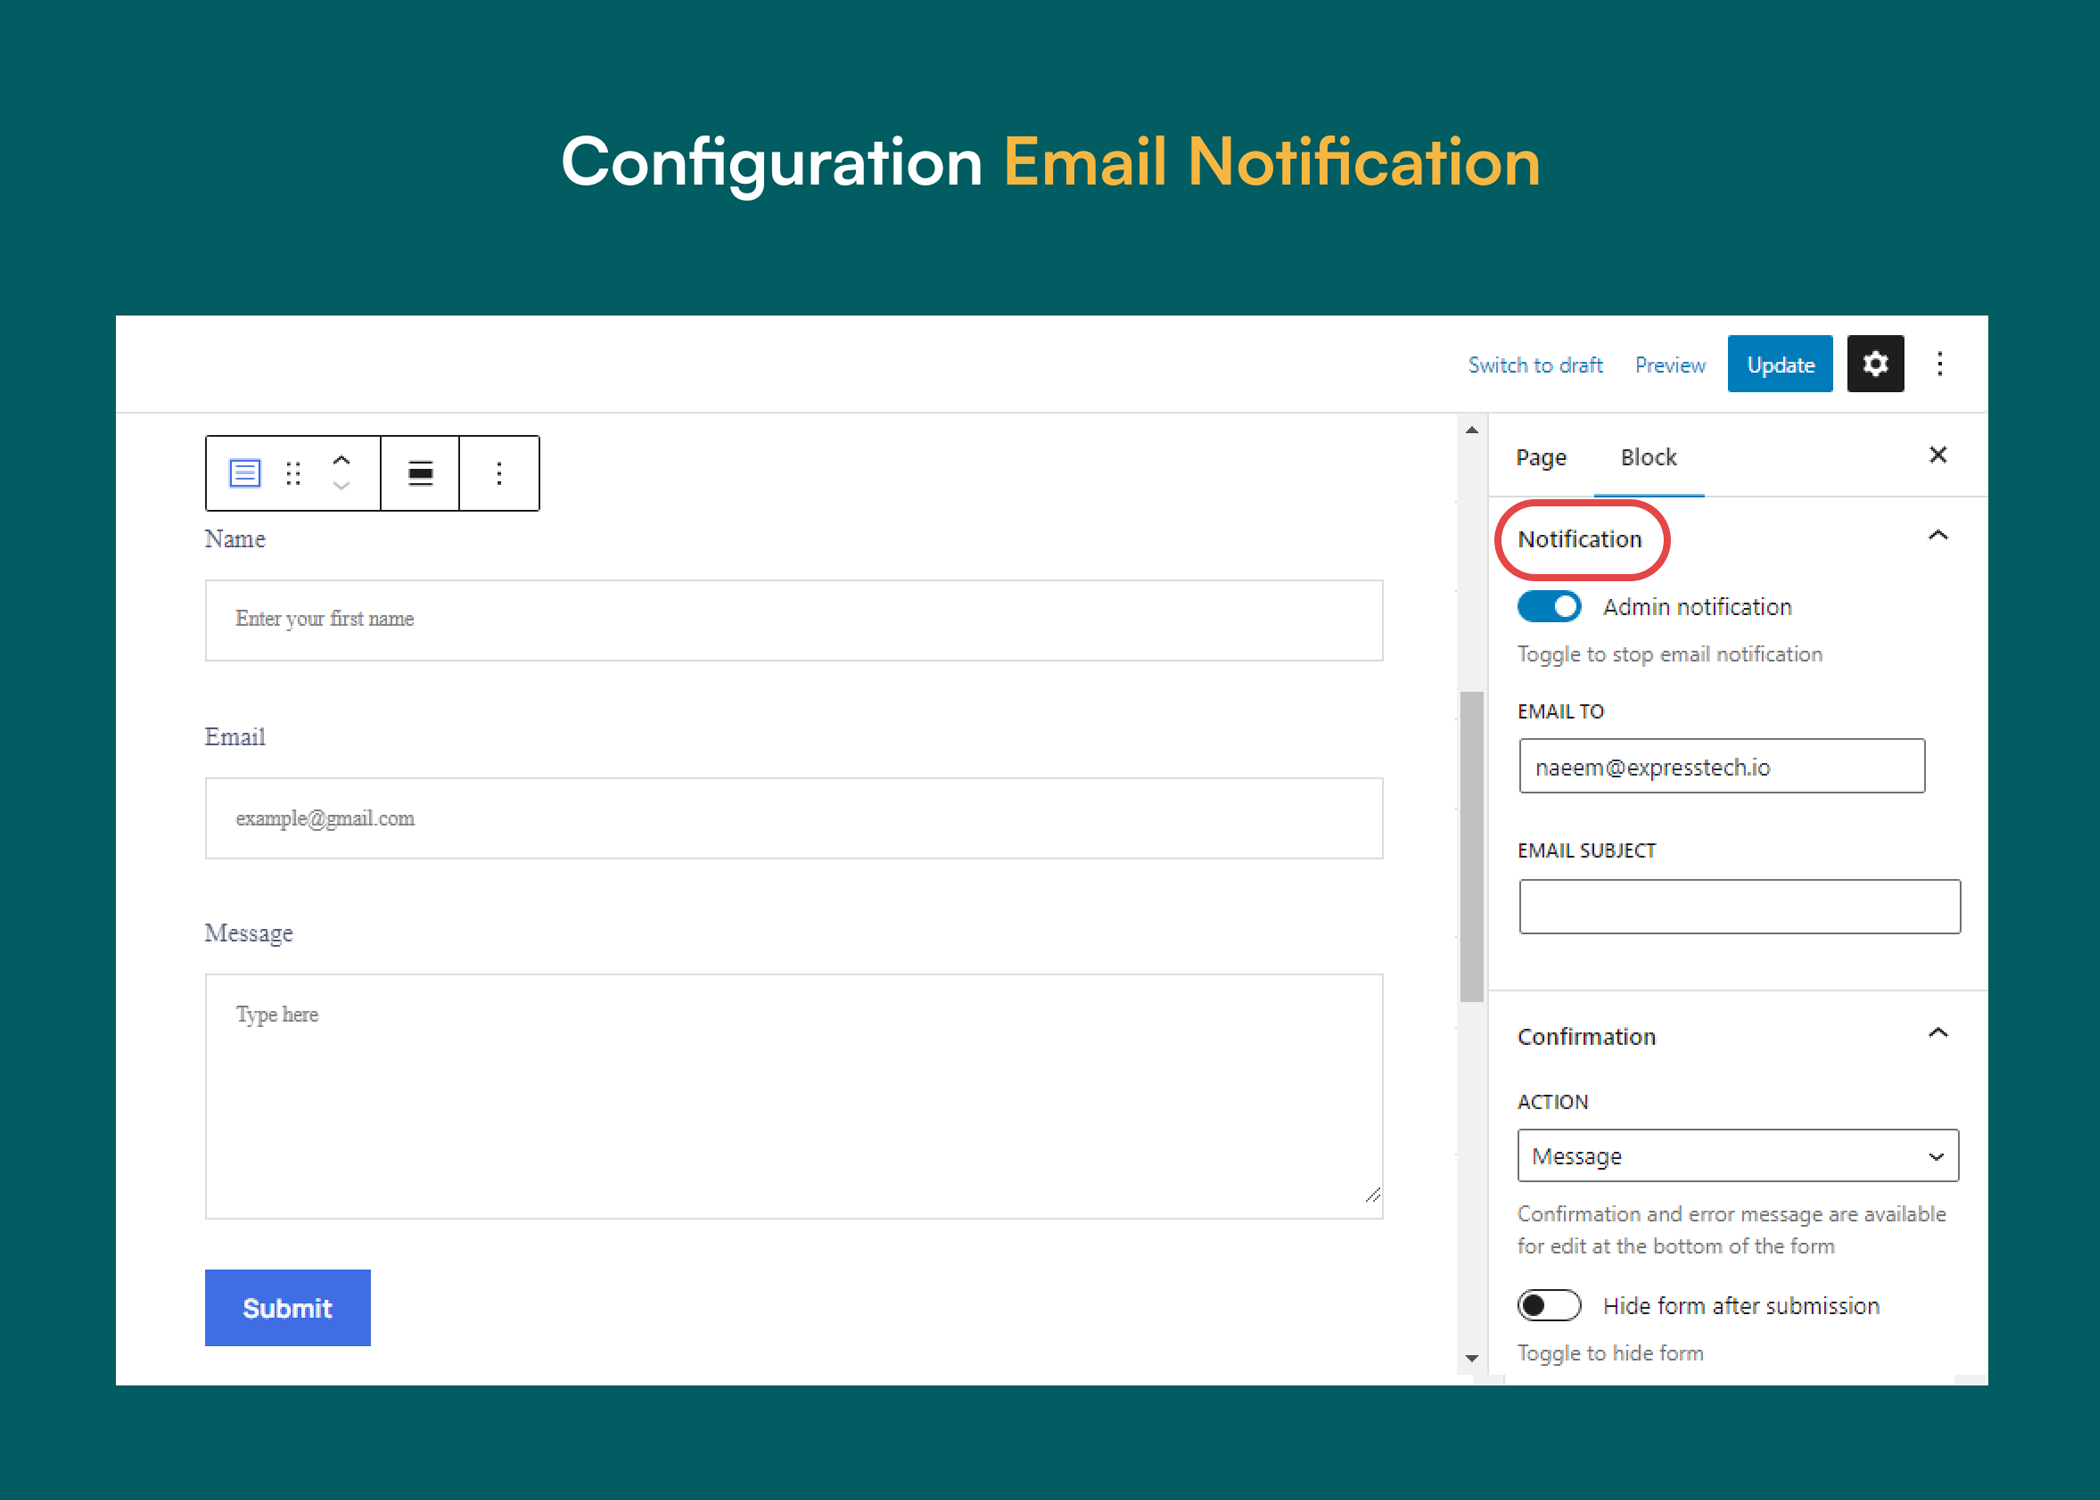 Configuration Email Notification
Switch to draft Preview Update
Page Block
Name
Enter your first name
Email
example@gmail.com
Message
Type here
Submit
Notification
Admin notification
Toggle to stop email notification
EMAIL TO
naeem@expresstech.io
EMAIL SUBJECT
Confirmation
ACTION
Message
Confirmation and error message are available
for edit at the bottom of the form
Hide form after submission
Toggle to hide form